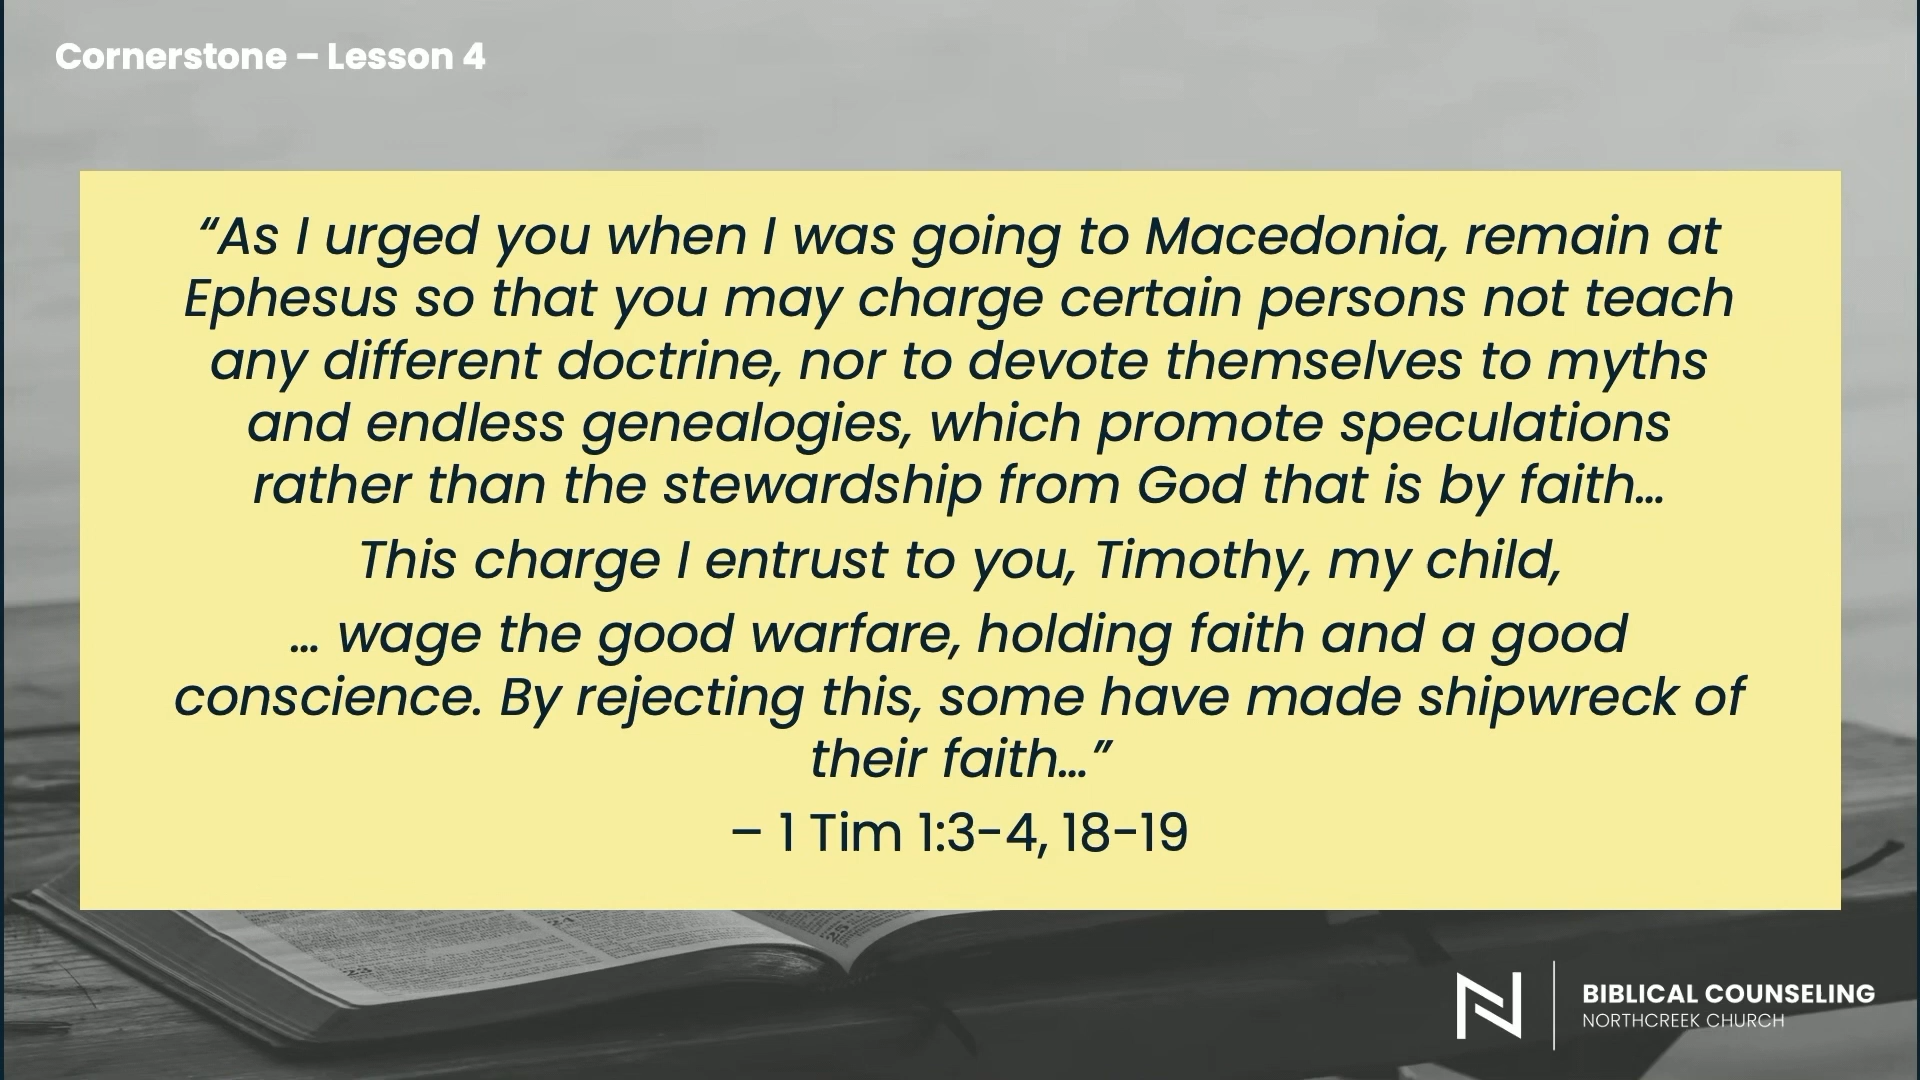 Cornerstone – Lesson 4
“As I urged you when I was going to Macedonia, remain at
Ephesus so that you may charge certain persons not teach
any different doctrine, nor to devote themselves to myths
and endless genealogies, which promote speculations
rather than the stewardship from God that is by faith…
This charge I entrust to you, Timothy, my child,
… wage the good warfare, holding faith and a good
conscience. By rejecting this, some have made shipwreck of
their faith…”
– 1 Tim 1:3-4, 18-19
BIBLICAL COUNSELING
NORTHCREEK CHURCH